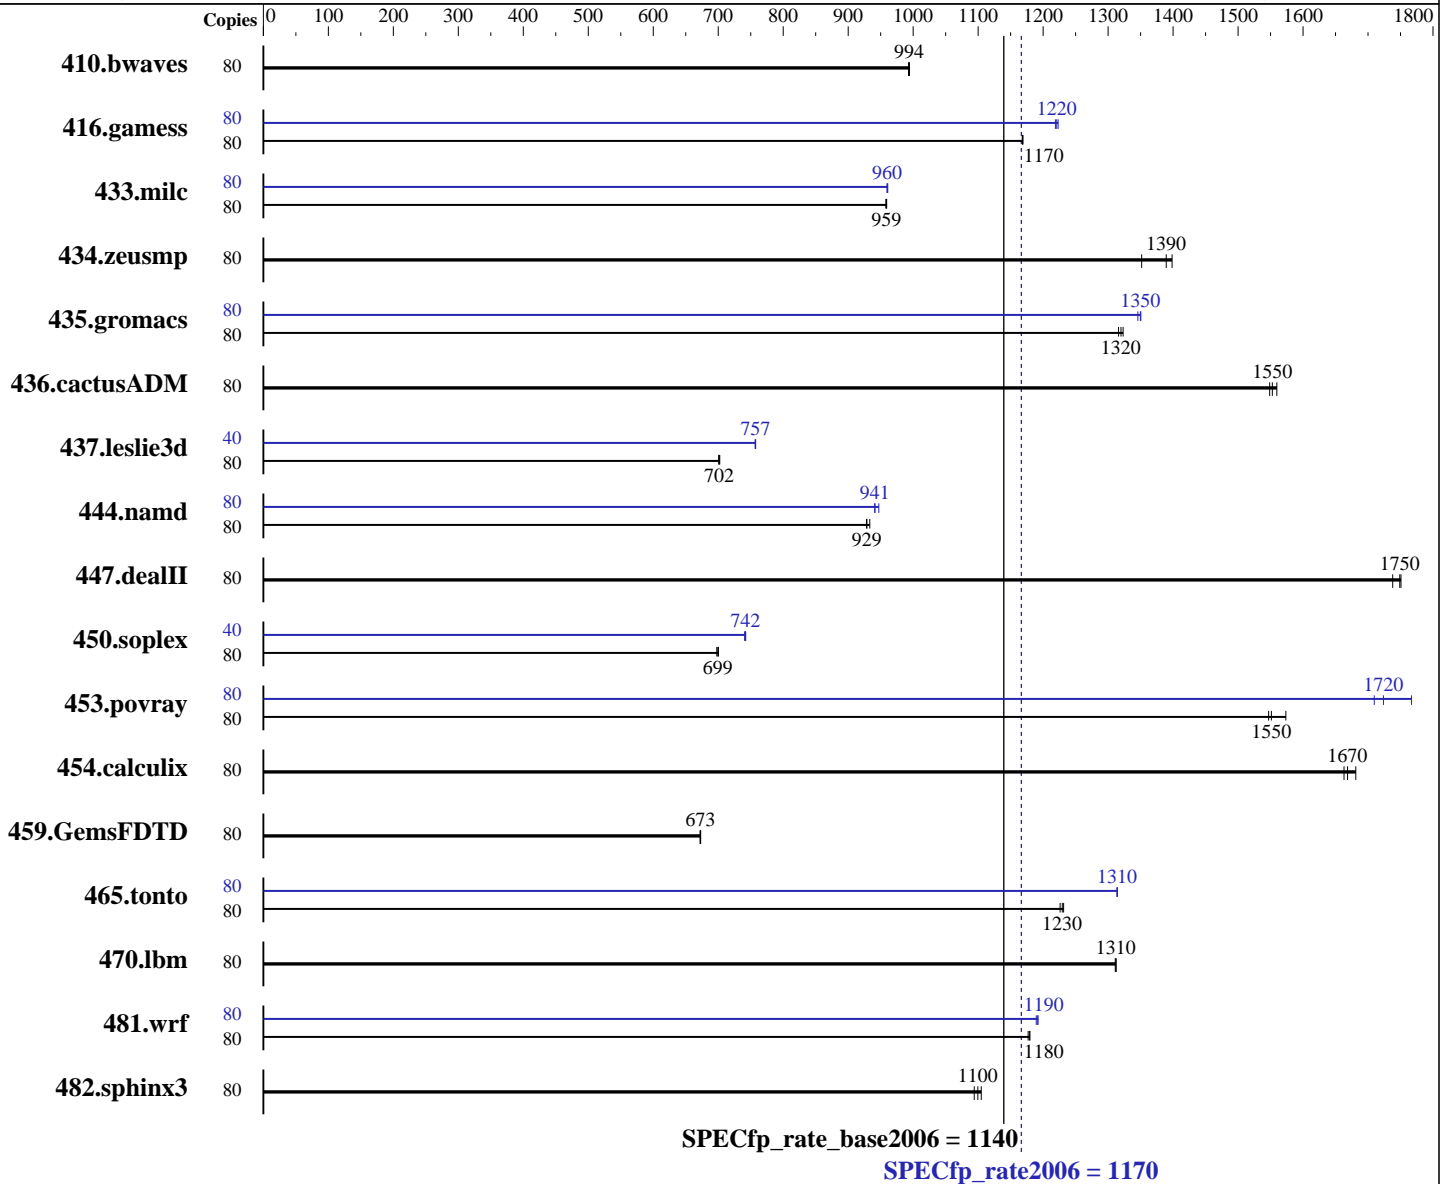 Copies 0 100 200 300 400 500 600 700 800 900 1000 1100 1200 1300 1400 1500 1600 1800
410.bwaves 80 994
416.gamess 80 1220
80 1170
433.milc 80 960
80 959
434.zeusmp 80 1390
435.gromacs 80 1350
80 1320
436.cactusADM 80 1550
437.leslie3d 40 757
80 702
444.namd 80 941
80 929
447.dealII 80 1750
450.soplex 40 742
80 699
453.povray 80 1720
80 1550
454.calculix 80 1670
459.GemsFDTD 80 673
465.tonto 80 1310
80 1230
470.lbm 80 1310
481.wrf 80 1190
80 1180
482.sphinx3 80 1100
SPECfp_rate_base2006 = 1140
SPECfp_rate2006 = 1170